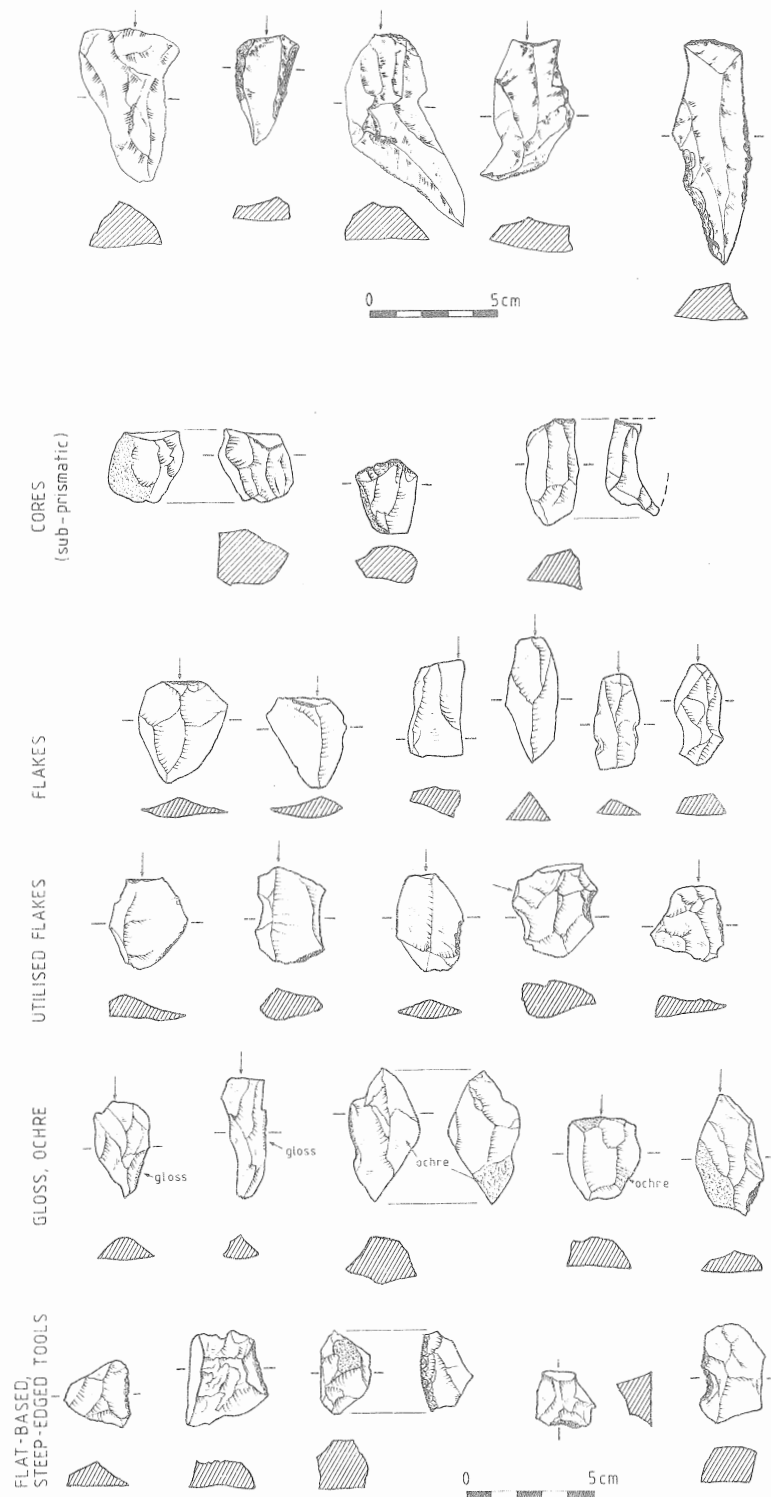 0 5cm
CORES
(sub-prismatic)
FLAKES
UTILISED FLAKES
GLOSS, OCHRE
gloss
gloss
ochre
ochre
FLAT-BASED,
STEEP-EDGED TOOLS
0 5cm